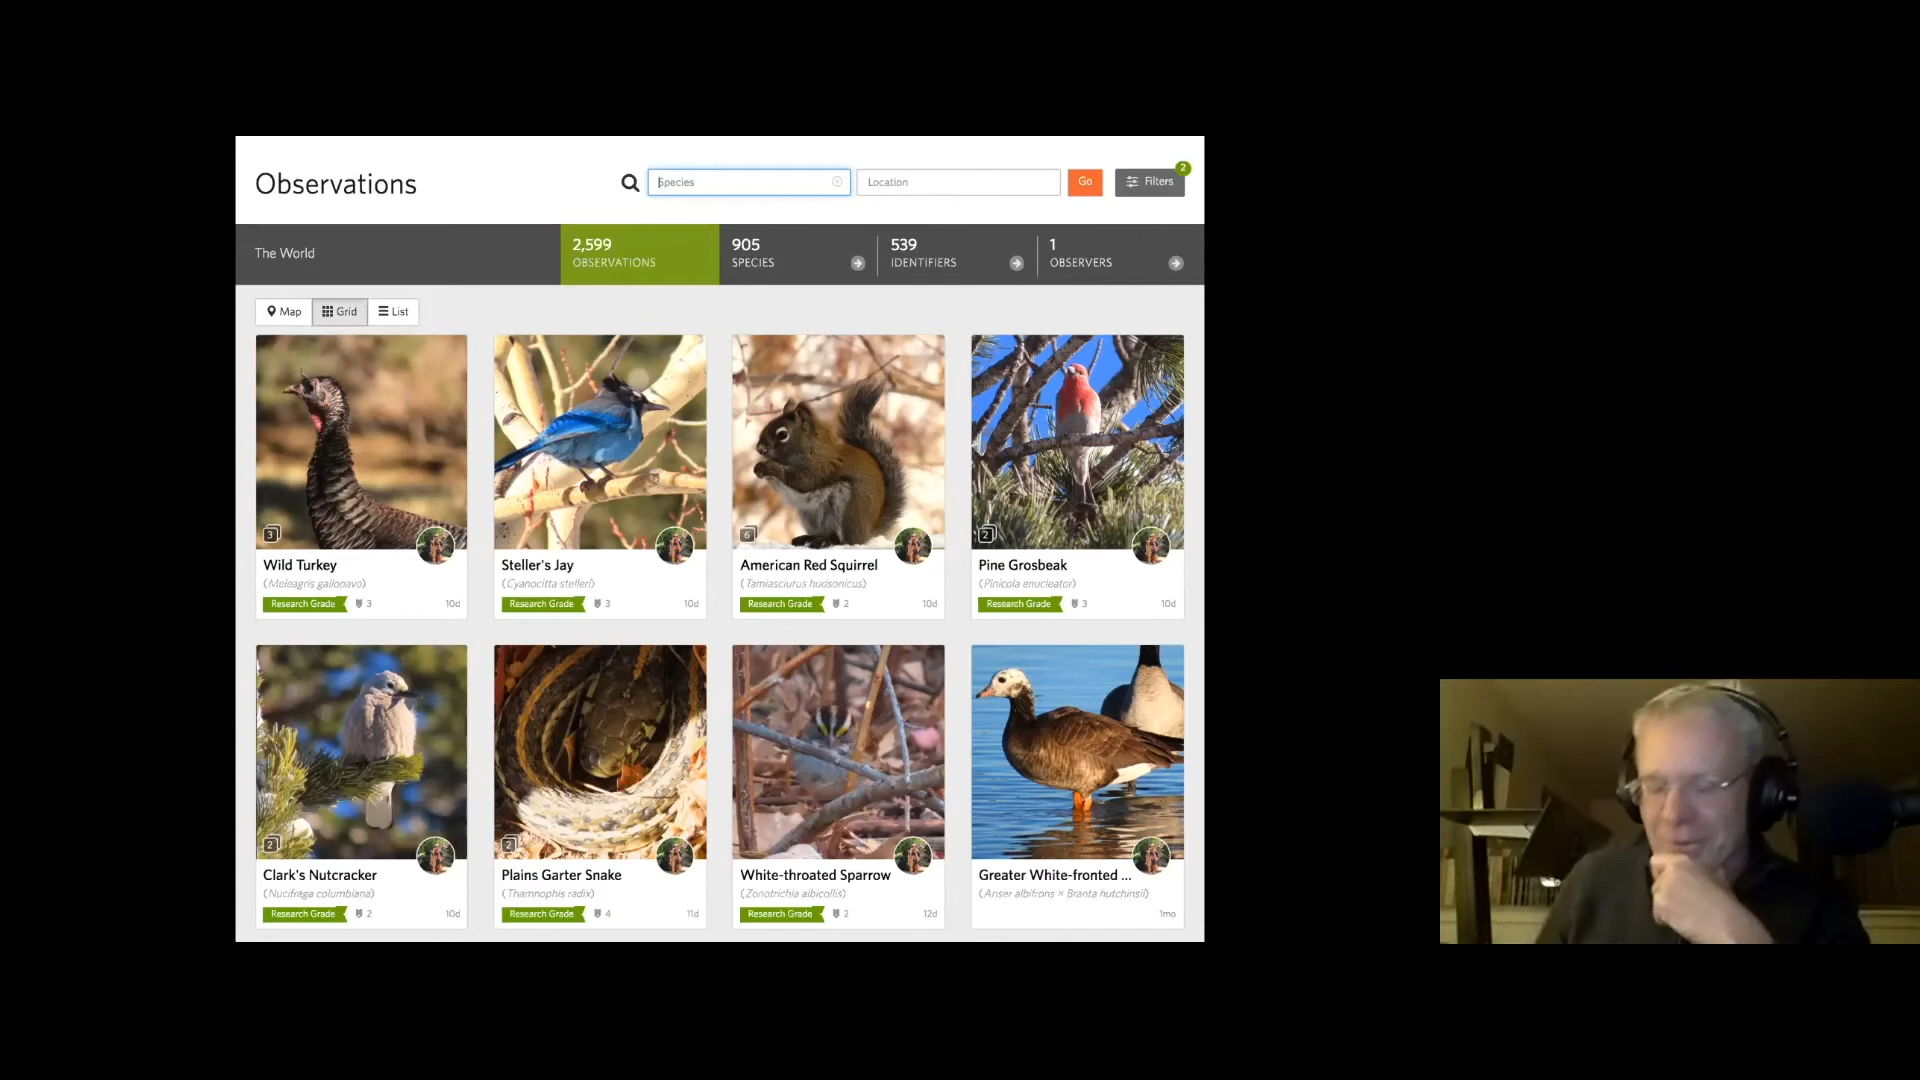 Observations
Species
Location
Go
Filters
2
The World
2,599
OBSERVATIONS
905
SPECIES
539
IDENTIFIERS
1
OBSERVERS
Map
Grid
List
3
6
2
Wild Turkey
(Meleagris gallopavo)
Research Grade
3
10d
Steller's Jay
(Cyanocitta stelleri)
Research Grade
3
10d
American Red Squirrel
(Tamiasciurus hudsonicus)
Research Grade
2
10d
Pine Grosbeak
(Pinicola enucleator)
Research Grade
3
10d
2
2
Clark's Nutcracker
(Nucifraga columbiana)
Research Grade
2
10d
Plains Garter Snake
(Thamnophis radix)
Research Grade
4
11d
White-throated Sparrow
(Zonotrichia albicollis)
Research Grade
2
12d
Greater White-fronted ...
(Anser albifrons × Branta hutchinsii)
1mo